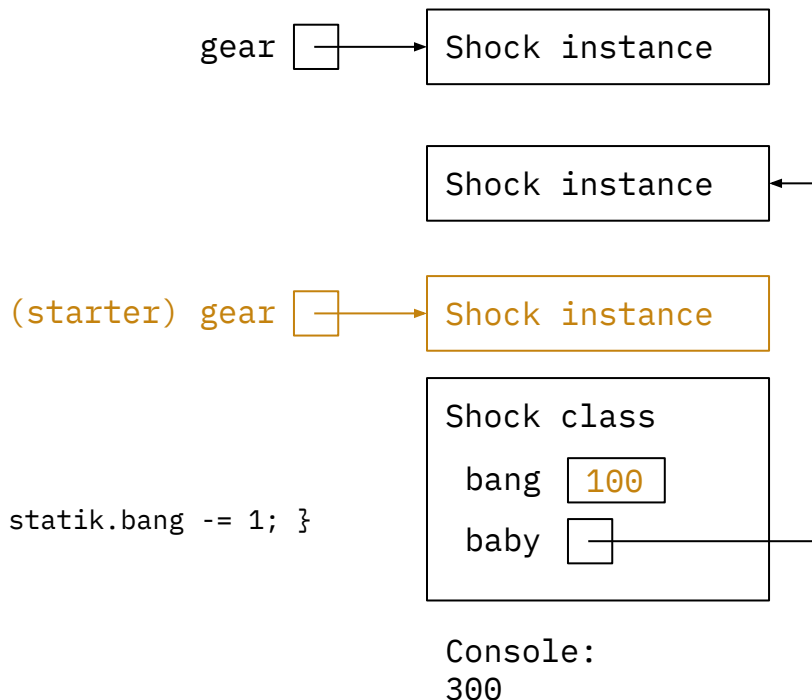 gear Shock instance
Shock instance
(starter) gear Shock instance
Shock class
bang 100
statik.bang -= 1; }
baby
Console:
300